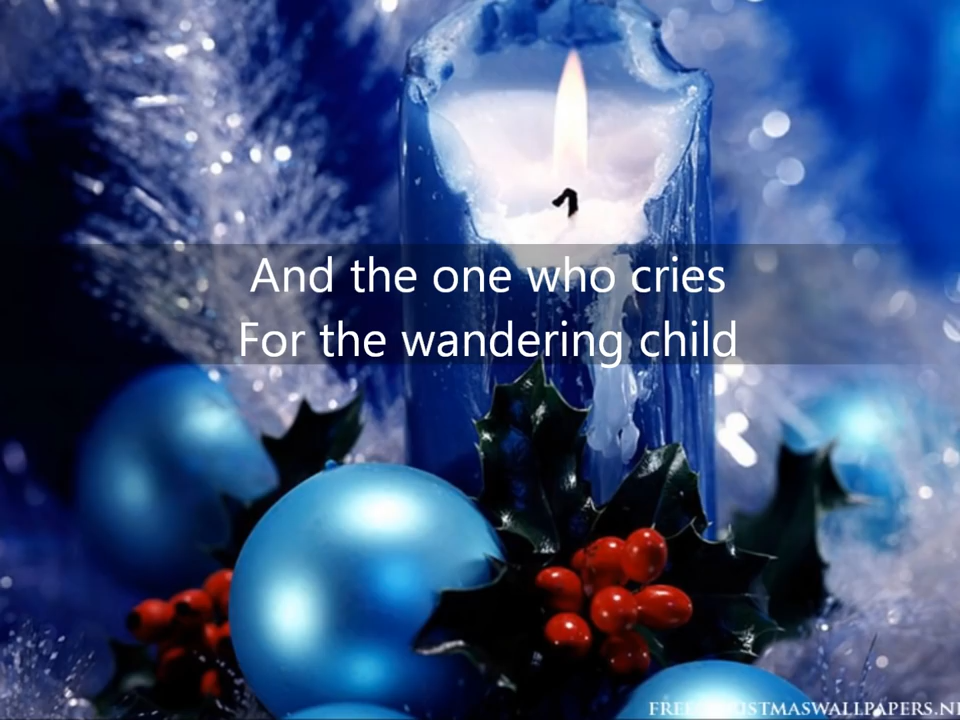 And the one who cries
For the wandering child